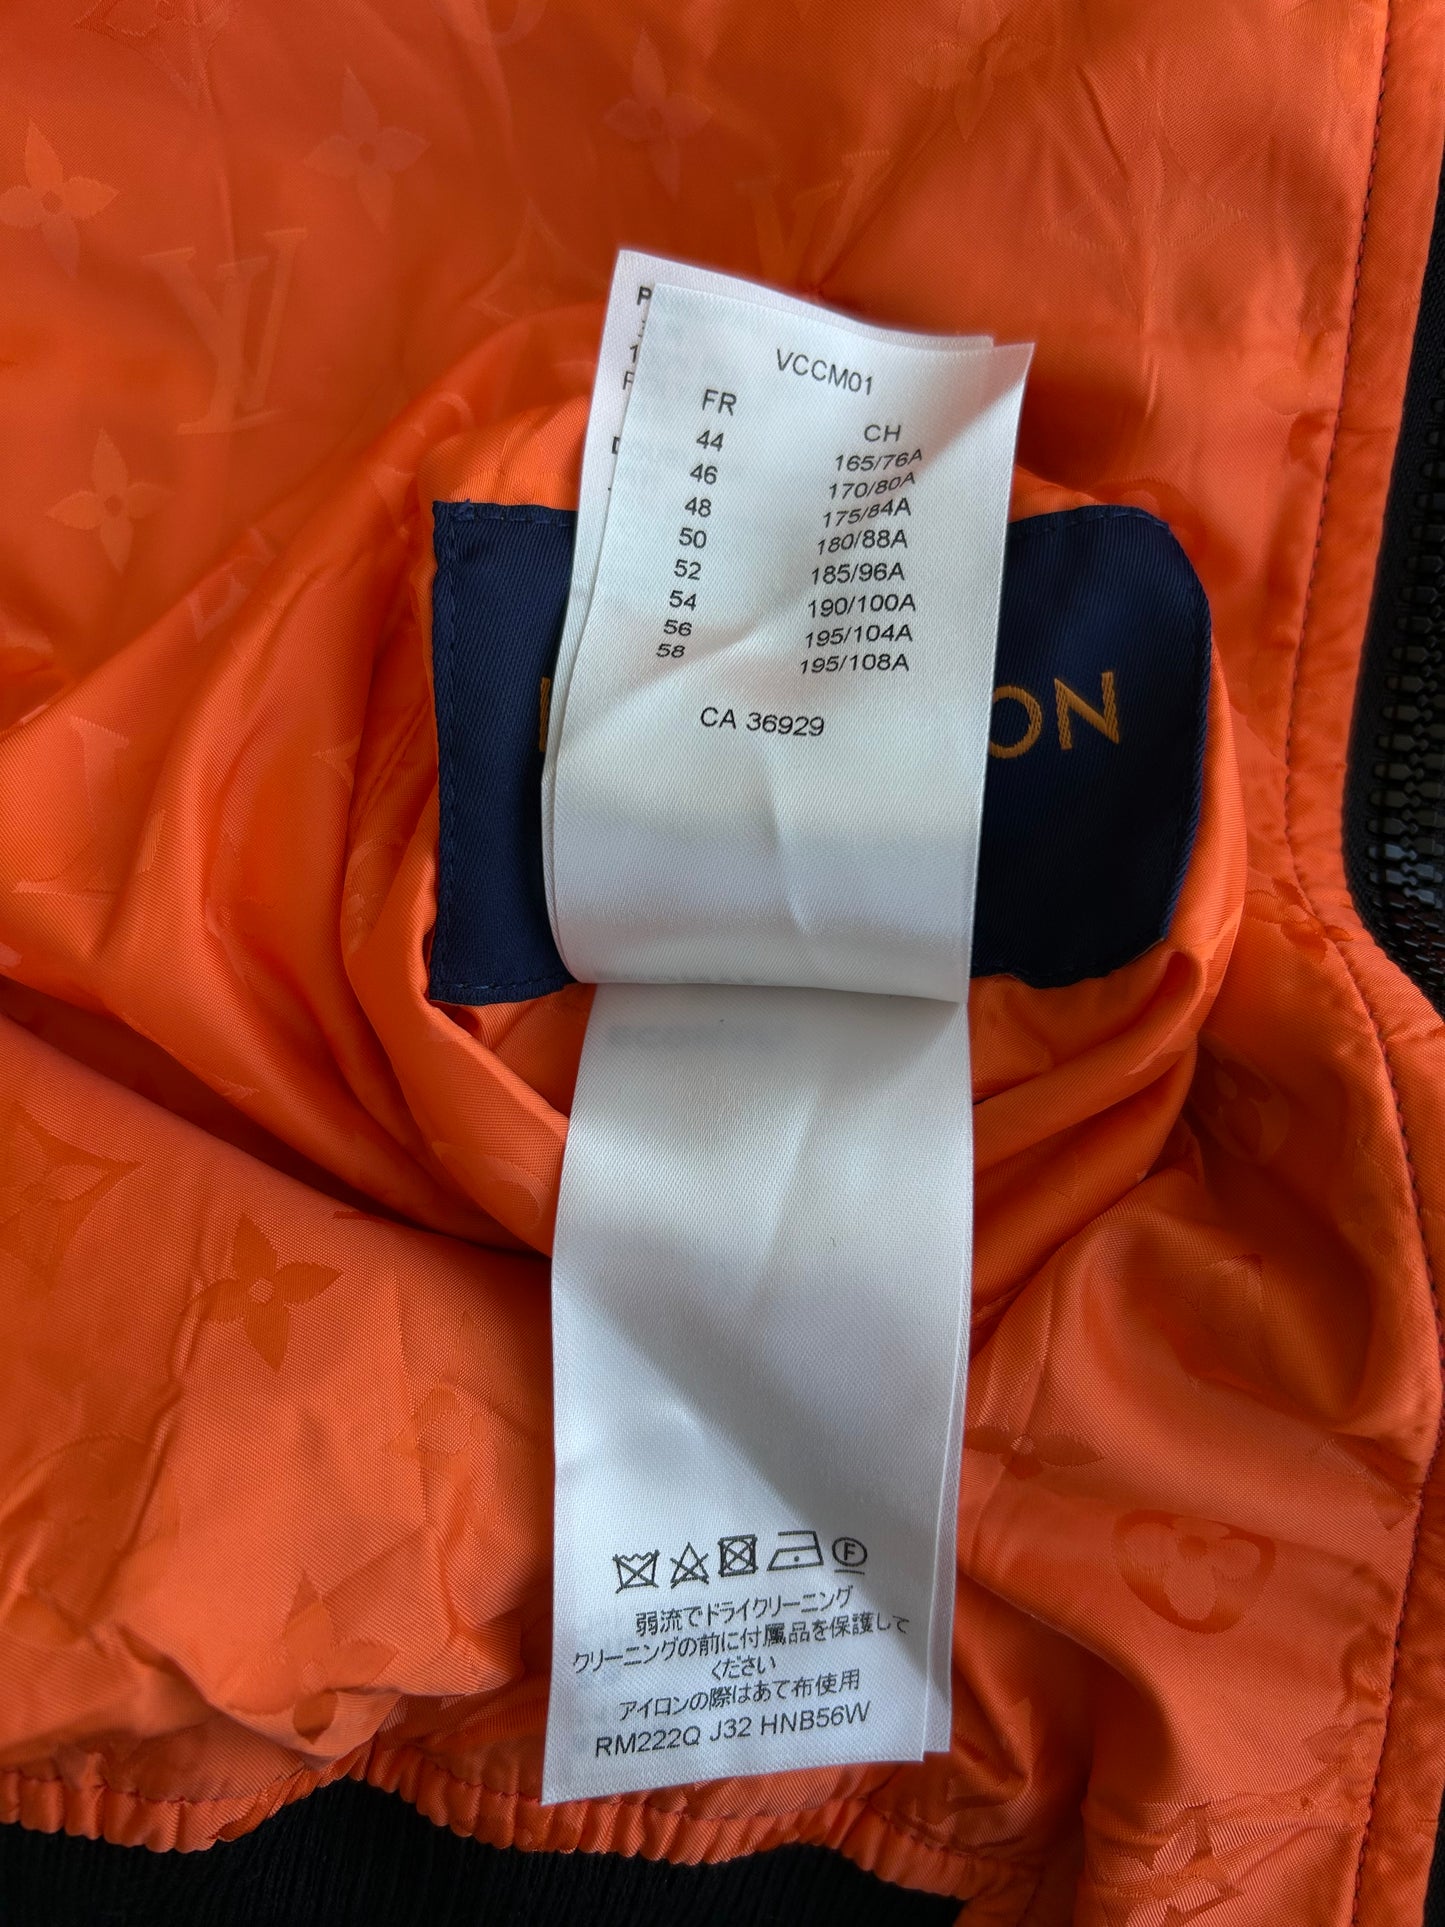 VCCM01
FR CH
44 165/76A
46 170/80A
48 175/84A
50 180/88A
52 185/96A
54 190/100A
56 195/104A
58 195/108A
CA 36929
ON
F
弱流でドライクリーニング
クリーニングの前に付属品を保護して
ください
アイロンの際はあて布使用
RM222Q J32 HNB56W